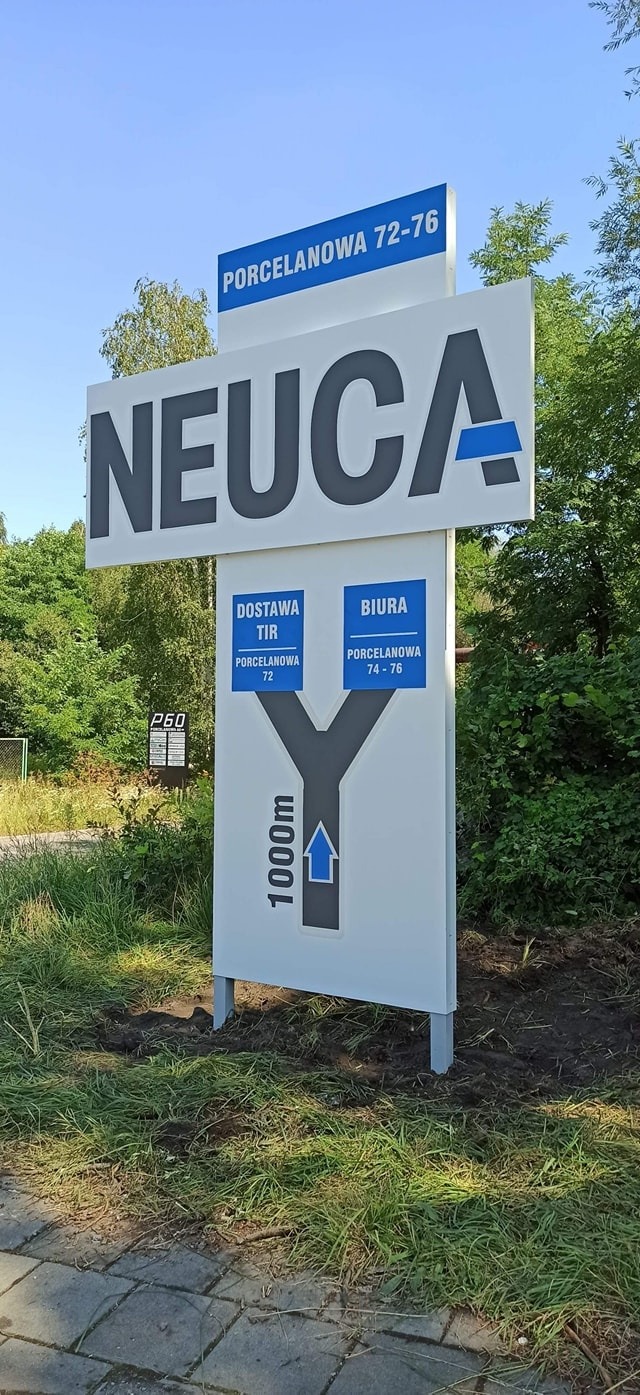 PORCELANOWA 72-76
NEUCA
DOSTAWA
TIR
PORCELANOWA
72
BIURA
PORCELANOWA
74 - 76
1000m
P60